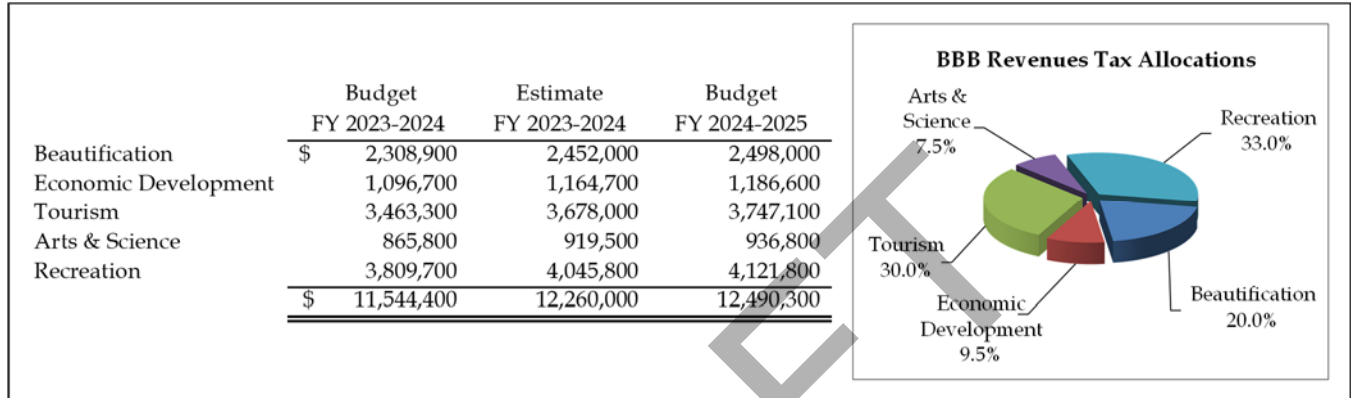 Budget Estimate Budget
FY 2023-2024 FY 2023-2024 FY 2024-2025
Beautification $ 2,308,900 2,452,000 2,498,000
Economic Development 1,096,700 1,164,700 1,186,600
Tourism 3,463,300 3,678,000 3,747,100
Arts & Science 865,800 919,500 936,800
Recreation 3,809,700 4,045,800 4,121,800
$ 11,544,400 12,260,000 12,490,300
BBB Revenues Tax Allocations
Arts &
Science
7.5%
Recreation
33.0%
Tourism
30.0%
Economic
Development
9.5%
Beautification
20.0%